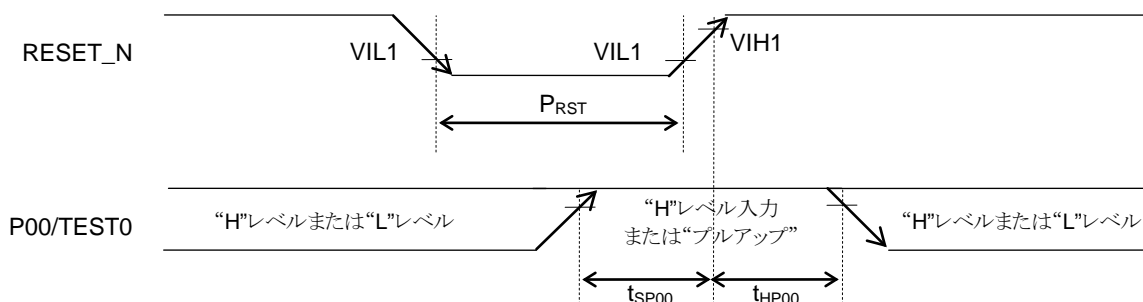 RESET_N
VIL1
VIL1
VIH1
PRST
P00/TEST0
“H”レベルまたは“L”レベル
“H”レベル入力
または“プルアップ”
“H”レベルまたは“L”レベル
tSP00
tHP00